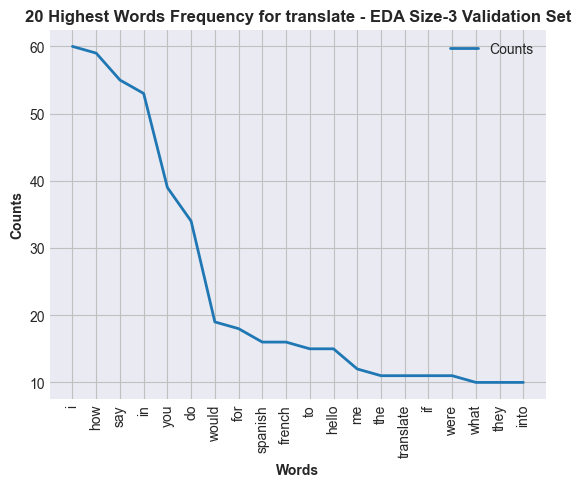 20 Highest Words Frequency for translate - EDA Size-3 Validation Set
Counts
60
50
40
30
20
10
Counts
i
how
say
in
you
do
would
for
spanish
french
to
hello
me
the
translate
if
were
what
they
into
Words